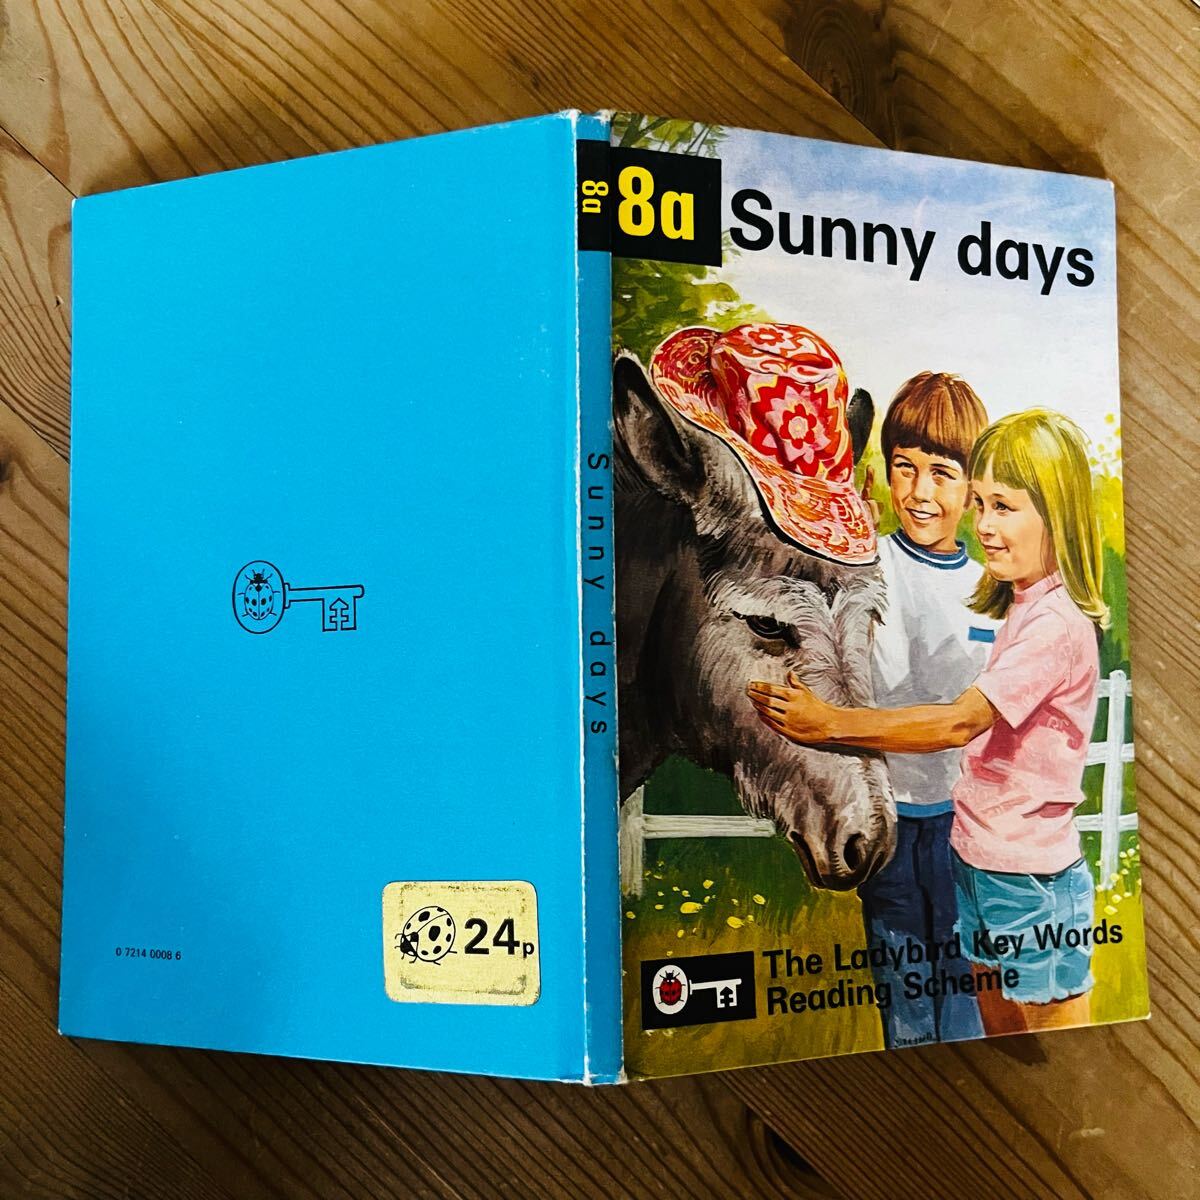 8a
Sunny days
The Ladybird Key Words
Reading Scheme
8a
Sunny days
24p
0 7214 0008 6